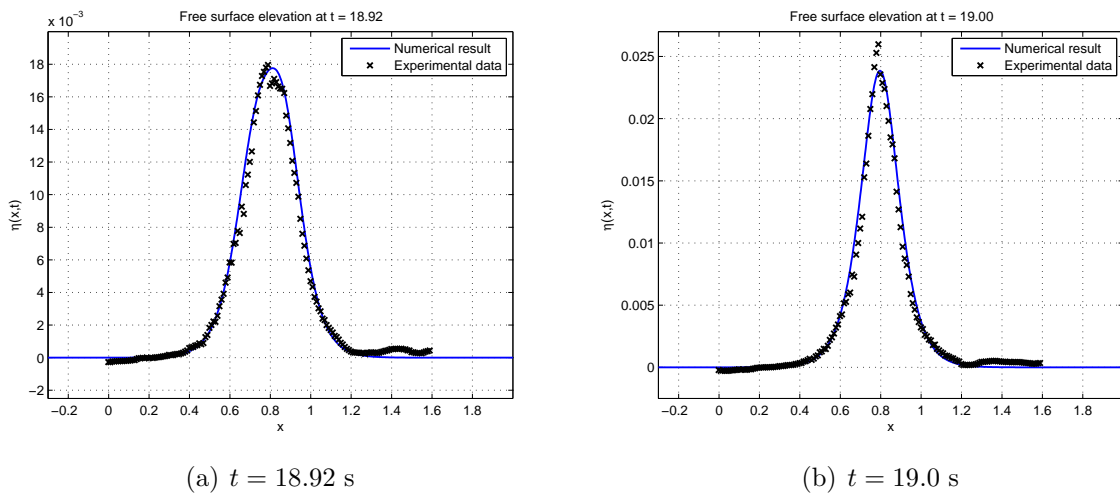 Free surface elevation at t = 18.92
x 10⁻³
18
16
14
12
10
8
6
4
2
0
−2
η(x,t)
−0.2 0 0.2 0.4 0.6 0.8 1 1.2 1.4 1.6 1.8
x
Numerical result
Experimental data
(a) t = 18.92 s
Free surface elevation at t = 19.00
0.025
0.02
0.015
0.01
0.005
0
η(x,t)
−0.2 0 0.2 0.4 0.6 0.8 1 1.2 1.4 1.6 1.8
x
Numerical result
Experimental data
(b) t = 19.0 s